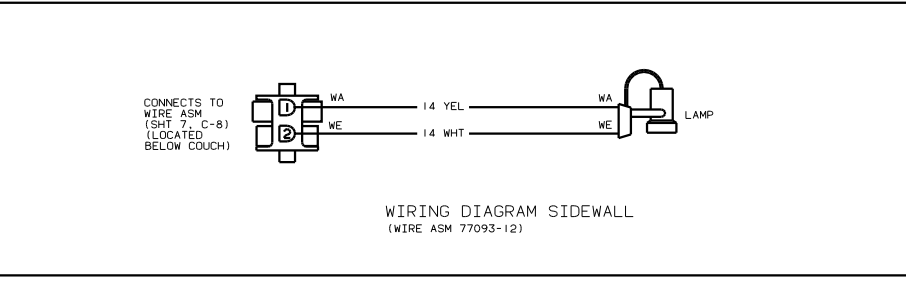 CONNECTS TO
WIRE ASM
(SHT 7, C-8)
(LOCATED
BELOW COUCH)
1
2
WA
WE
14 YEL
14 WHT
WA
WE
LAMP
WIRING DIAGRAM SIDEWALL
(WIRE ASM 77093-12)